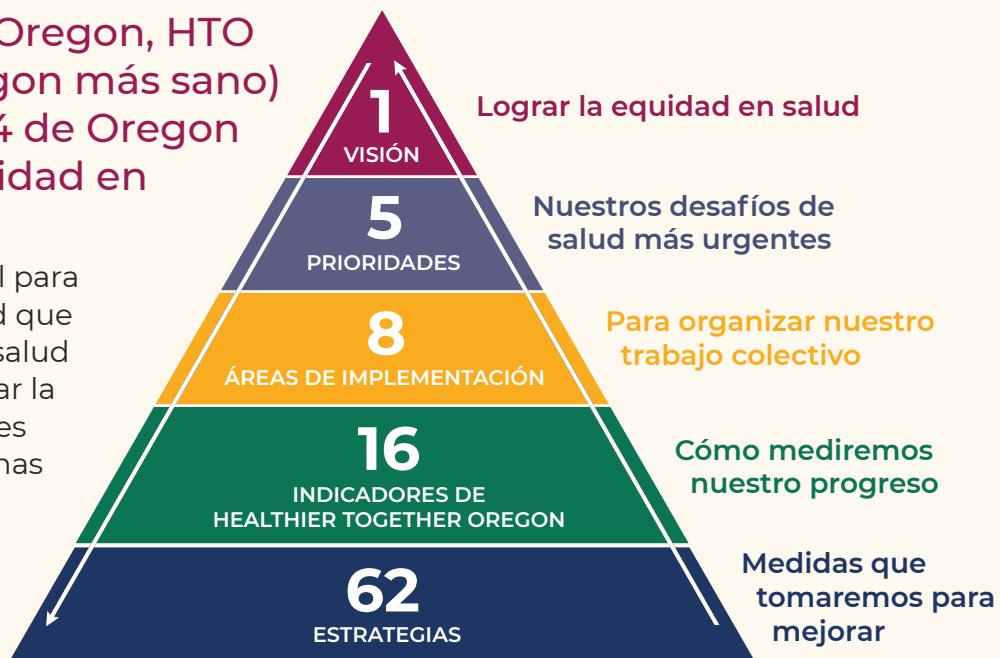 Oregon, HTO
gon más sano)
4 de Oregon
idad en
l para
d que
salud
ar la
es
nas
1
VISIÓN
Lograr la equidad en salud
5
PRIORIDADES
Nuestros desafíos de
salud más urgentes
8
ÁREAS DE IMPLEMENTACIÓN
Para organizar nuestro
trabajo colectivo
16
INDICADORES DE
HEALTHIER TOGETHER OREGON
Cómo mediremos
nuestro progreso
62
ESTRATEGIAS
Medidas que
tomaremos para
mejorar